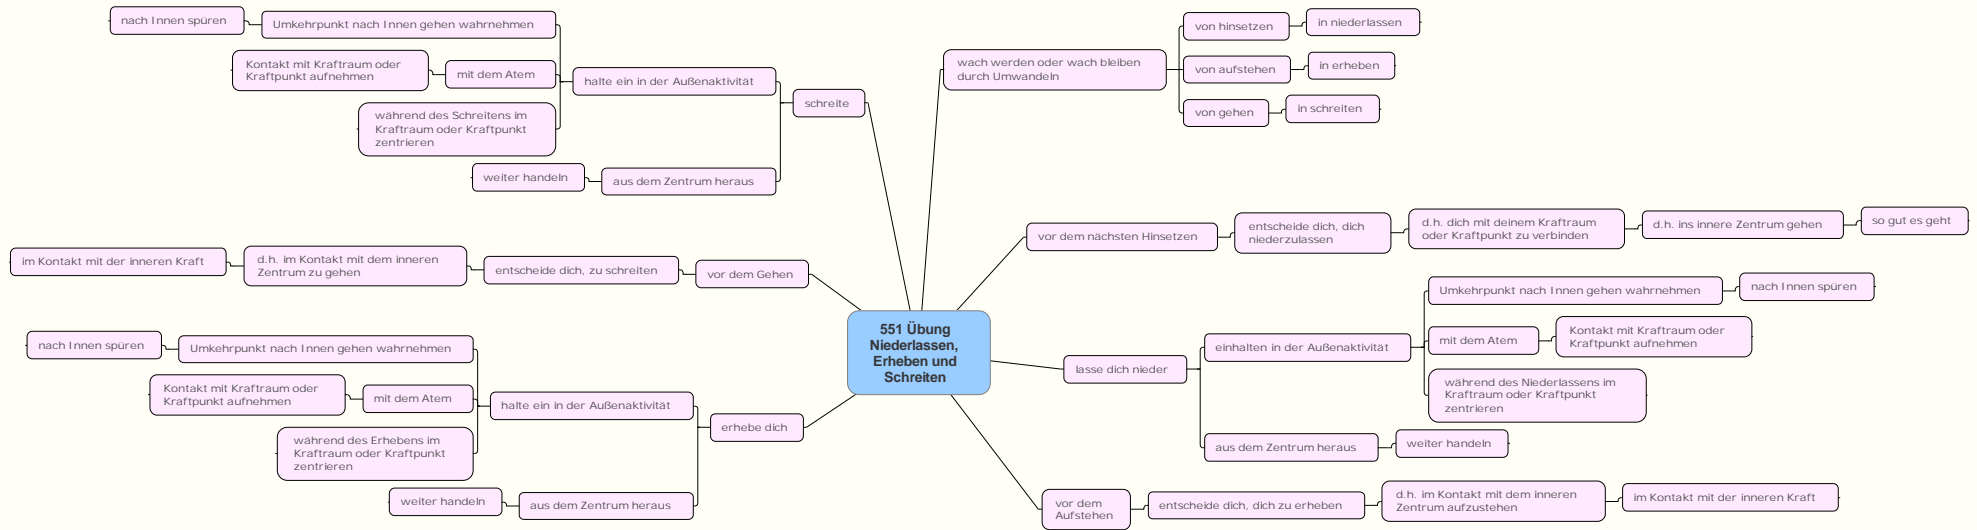 551 Übung
Niederlassen,
Erheben und
Schreiten
wach werden oder wach bleiben
durch Umwandeln
von hinsetzen
in niederlassen
von aufstehen
in erheben
von gehen
in schreiten
vor dem nächsten Hinsetzen
entscheide dich, dich
niederzulassen
d.h. dich mit deinem Kraftraum
oder Kraftpunkt zu verbinden
d.h. ins innere Zentrum gehen
so gut es geht
lasse dich nieder
einhalten in der Außenaktivität
Umkehrpunkt nach Innen gehen wahrnehmen
nach Innen spüren
mit dem Atem
Kontakt mit Kraftraum oder
Kraftpunkt aufnehmen
während des Niederlassens im
Kraftraum oder Kraftpunkt
zentrieren
aus dem Zentrum heraus
weiter handeln
vor dem
Aufstehen
entscheide dich, dich zu erheben
d.h. im Kontakt mit dem inneren
Zentrum aufzustehen
im Kontakt mit der inneren Kraft
erhebe dich
halte ein in der Außenaktivität
Umkehrpunkt nach Innen gehen wahrnehmen
nach Innen spüren
mit dem Atem
Kontakt mit Kraftraum oder
Kraftpunkt aufnehmen
während des Erhebens im
Kraftraum oder Kraftpunkt
zentrieren
aus dem Zentrum heraus
weiter handeln
vor dem Gehen
entscheide dich, zu schreiten
d.h. im Kontakt mit dem inneren
Zentrum zu gehen
im Kontakt mit der inneren Kraft
schreite
halte ein in der Außenaktivität
Umkehrpunkt nach Innen gehen wahrnehmen
nach Innen spüren
mit dem Atem
Kontakt mit Kraftraum oder
Kraftpunkt aufnehmen
während des Schreitens im
Kraftraum oder Kraftpunkt
zentrieren
aus dem Zentrum heraus
weiter handeln